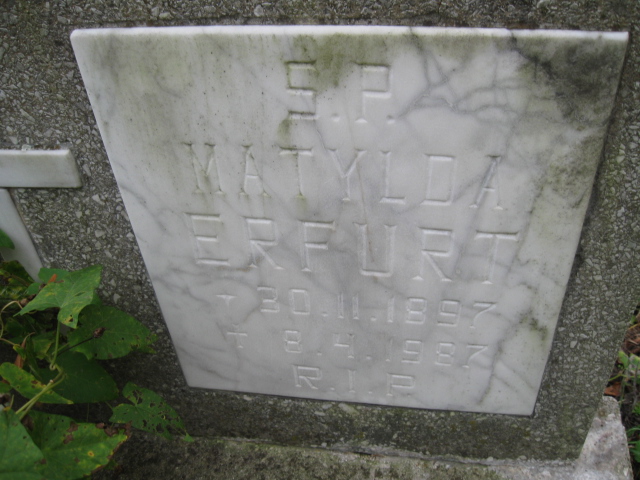 S.P.
MATYLDA
ERFURT
* 30.11.1897
† 8.4.1987
R.I.P.